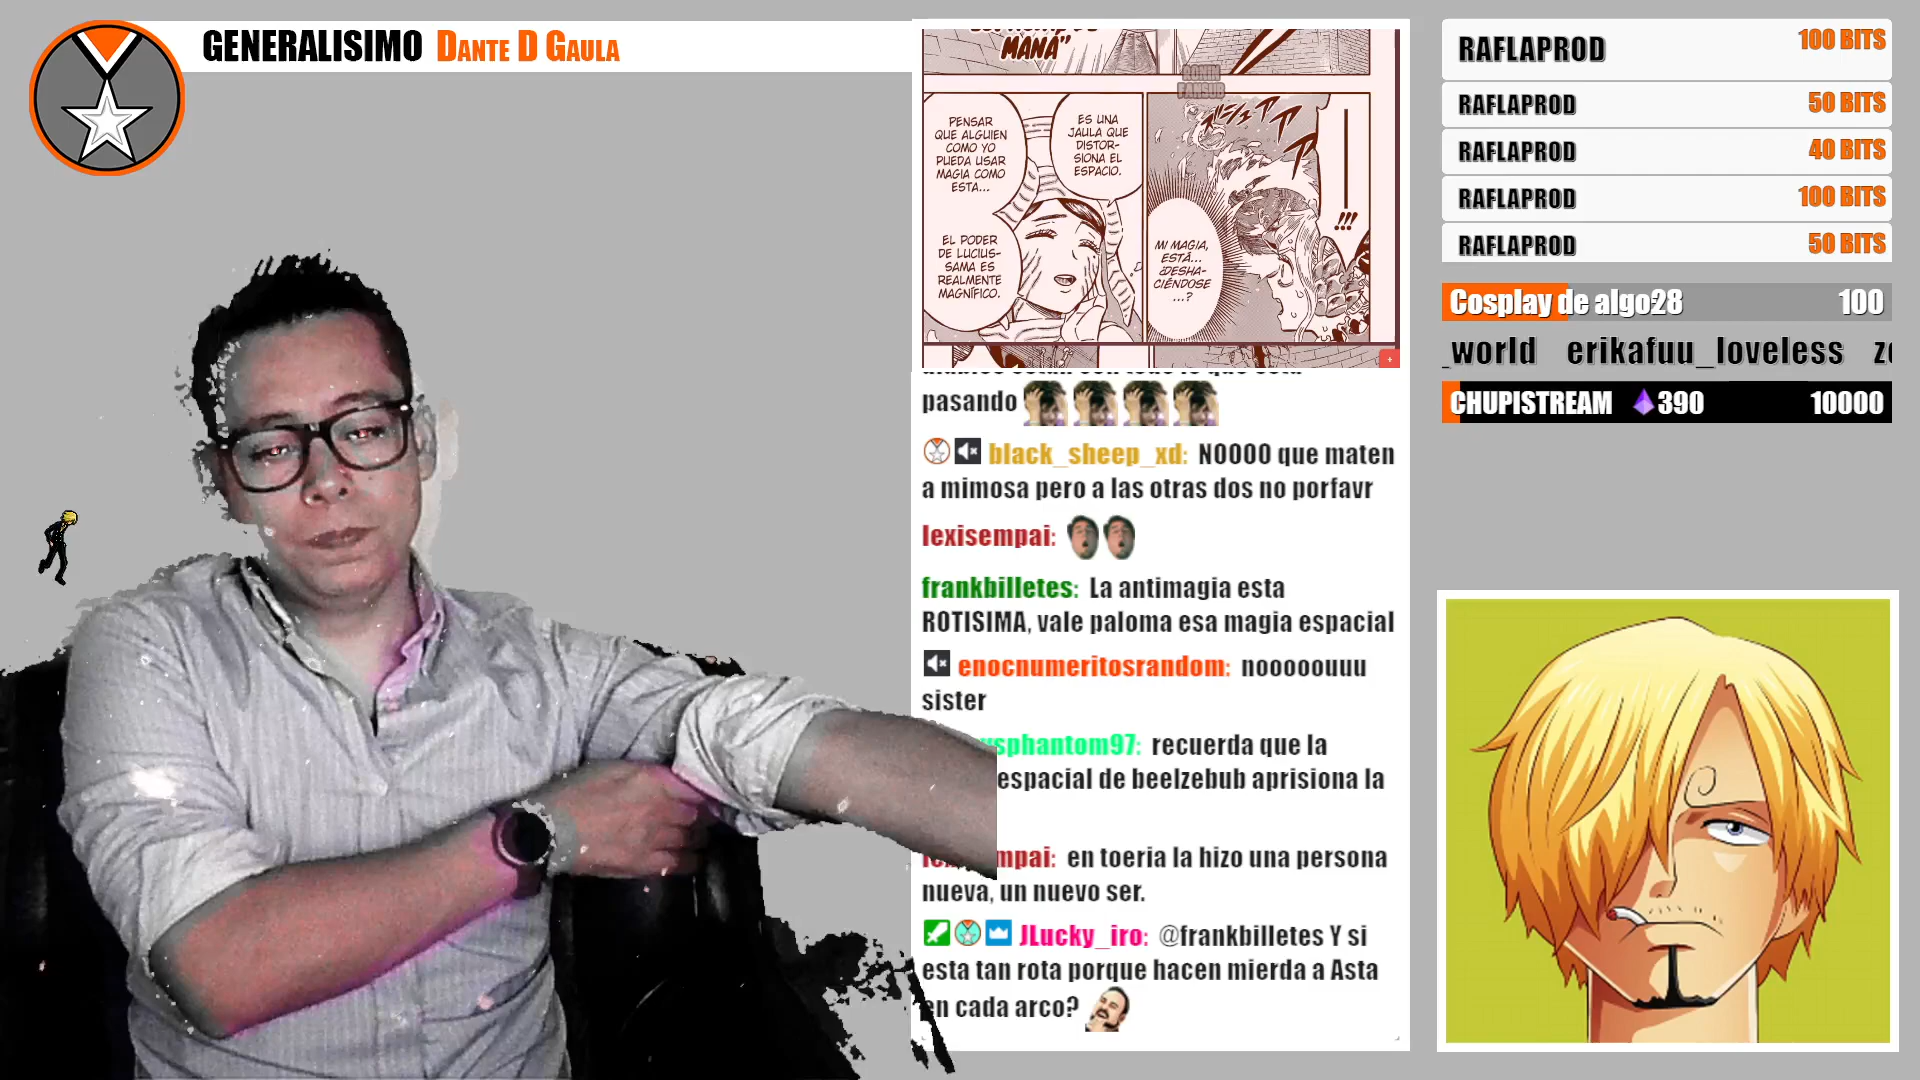 GENERALISIMO DANTE D GAULA
MANA"
RONIN
FANSUB
PENSAR
QUE ALGUIEN
COMO YO
PUEDA USAR
MAGIA COMO
ESTA...
ES UNA
JAULA QUE
DISTOR-
SIONA EL
ESPACIO.
EL PODER
DE LUCIUS-
SAMA ES
REALMENTE
MAGNÍFICO.
MI MAGIA,
ESTÁ...
¿DESHA-
CIÉNDOSE
...?
!!!
pasando
black_sheep_xd: NOOOO que maten
a mimosa pero a las otras dos no porfavr
lexisempai:
frankbilletes: La antimagia esta
ROTISIMA, vale paloma esa magia espacial
enocnumeritosrandom: nooooouuu
sister
usphantom97: recuerda que la
espacial de beelzebub aprisiona la
mpai: en toeria la hizo una persona
nueva, un nuevo ser.
JLucky_iro: @frankbilletes Y si
esta tan rota porque hacen mierda a Asta
en cada arco?
RAFLAPROD 100 BITS
RAFLAPROD 50 BITS
RAFLAPROD 40 BITS
RAFLAPROD 100 BITS
RAFLAPROD 50 BITS
Cosplay de algo28 100
_world erikafuu_loveless
CHUPISTREAM 390 10000